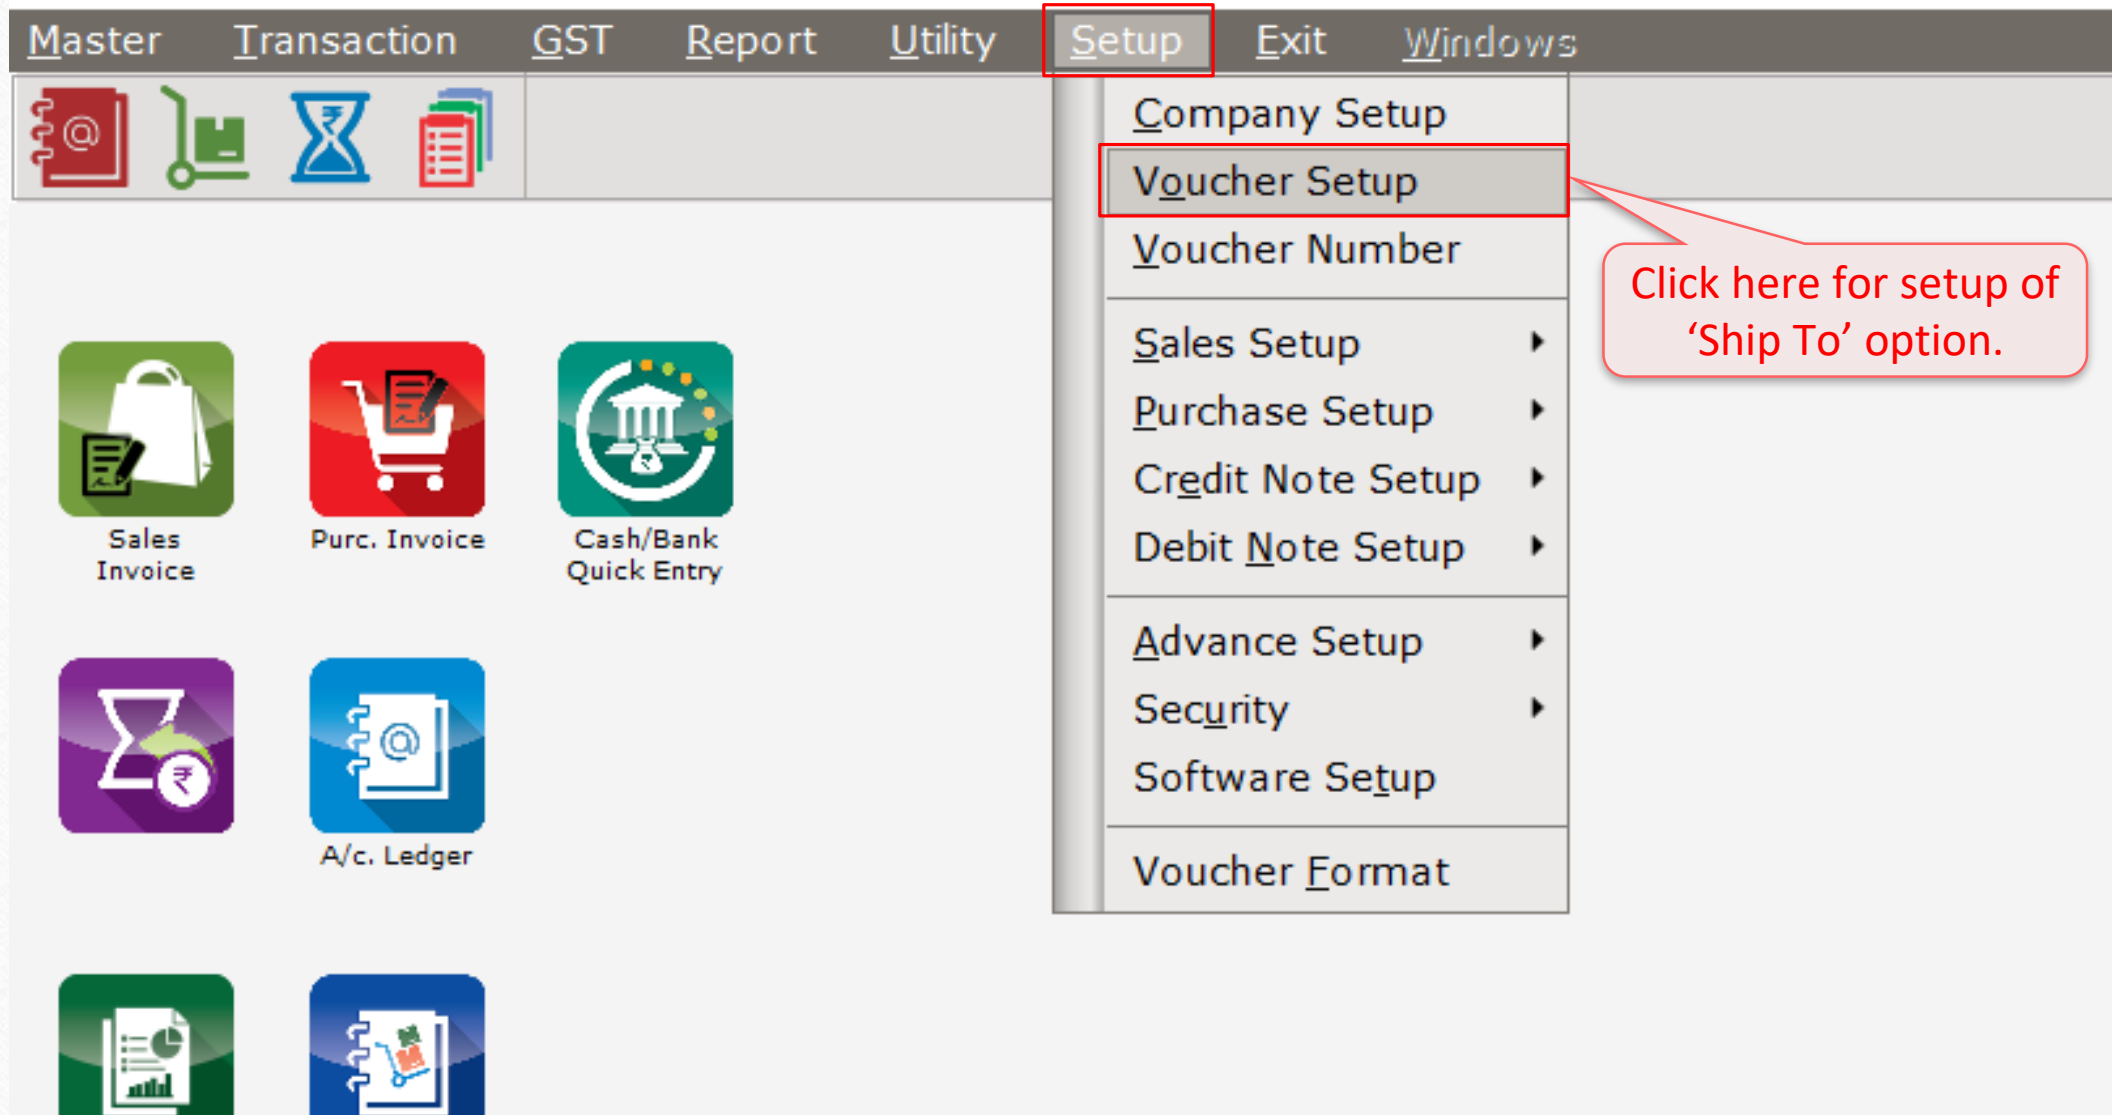 Master Transaction GST Report Utility Setup Exit Windows
Company Setup
Voucher Setup
Voucher Number
Click here for setup of
‘Ship To’ option.
Sales Setup
Purchase Setup
Credit Note Setup
Debit Note Setup
Advance Setup
Security
Software Setup
Voucher Format
Sales
Invoice
Purc. Invoice
Cash/Bank
Quick Entry
A/c. Ledger